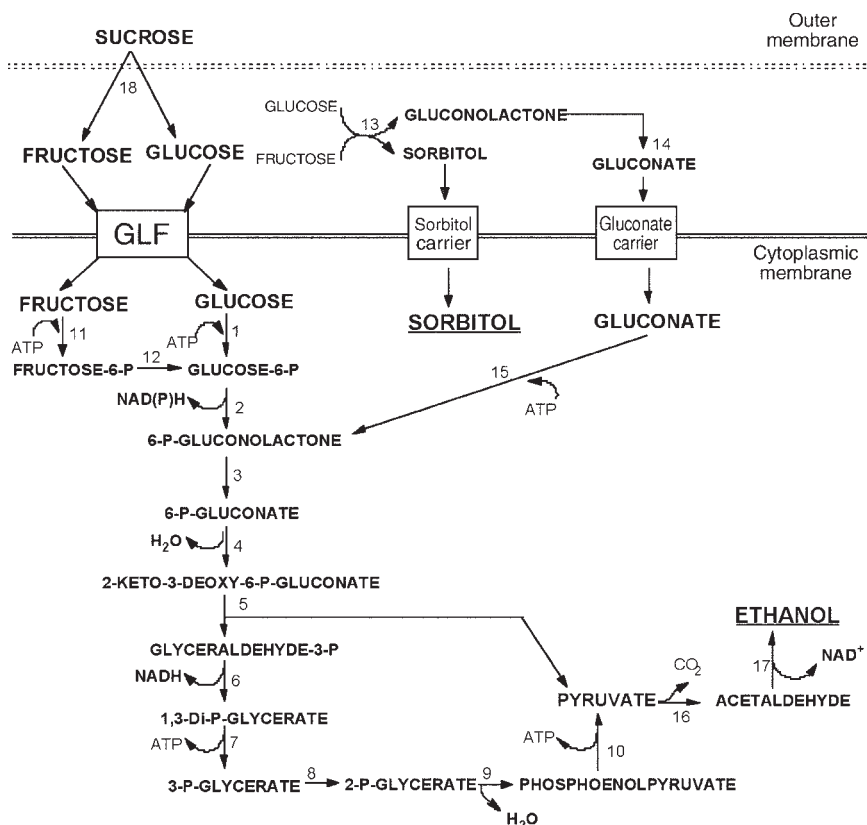 Outer
membrane
SUCROSE
18
GLUCOSE
13
GLUCONOLACTONE
14
FRUCTOSE
GLUCOSE
FRUCTOSE
SORBITOL
GLUCONATE
GLF
Sorbitol
carrier
Gluconate
carrier
Cytoplasmic
membrane
FRUCTOSE
GLUCOSE
SORBITOL
GLUCONATE
ATP
11
ATP
1
FRUCTOSE-6-P
12
GLUCOSE-6-P
15
ATP
NAD(P)H
2
6-P-GLUCONOLACTONE
3
6-P-GLUCONATE
H2O
4
2-KETO-3-DEOXY-6-P-GLUCONATE
5
ETHANOL
GLYCERALDEHYDE-3-P
NADH
6
CO2
17
NAD+
PYRUVATE
16
ACETALDEHYDE
1,3-Di-P-GLYCERATE
ATP
7
ATP
10
3-P-GLYCERATE
8
2-P-GLYCERATE
9
PHOSPHOENOLPYRUVATE
H2O